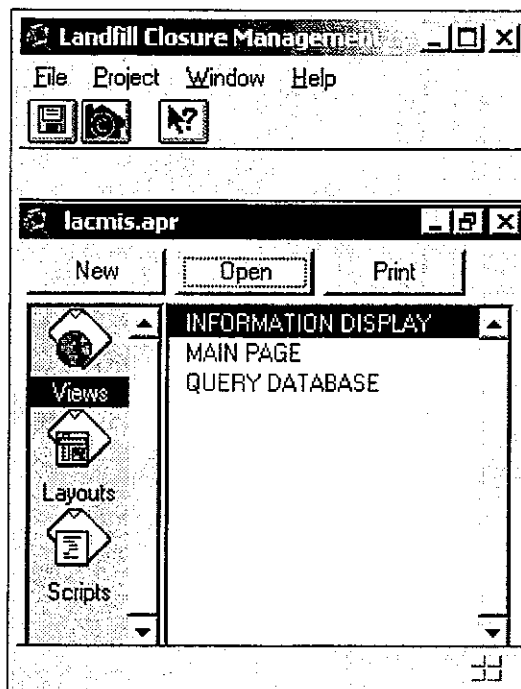 Landfill Closure Management
File Project Window Help
lacmis.apr
New Open Print
INFORMATION DISPLAY
MAIN PAGE
QUERY DATABASE
Views
Layouts
Scripts